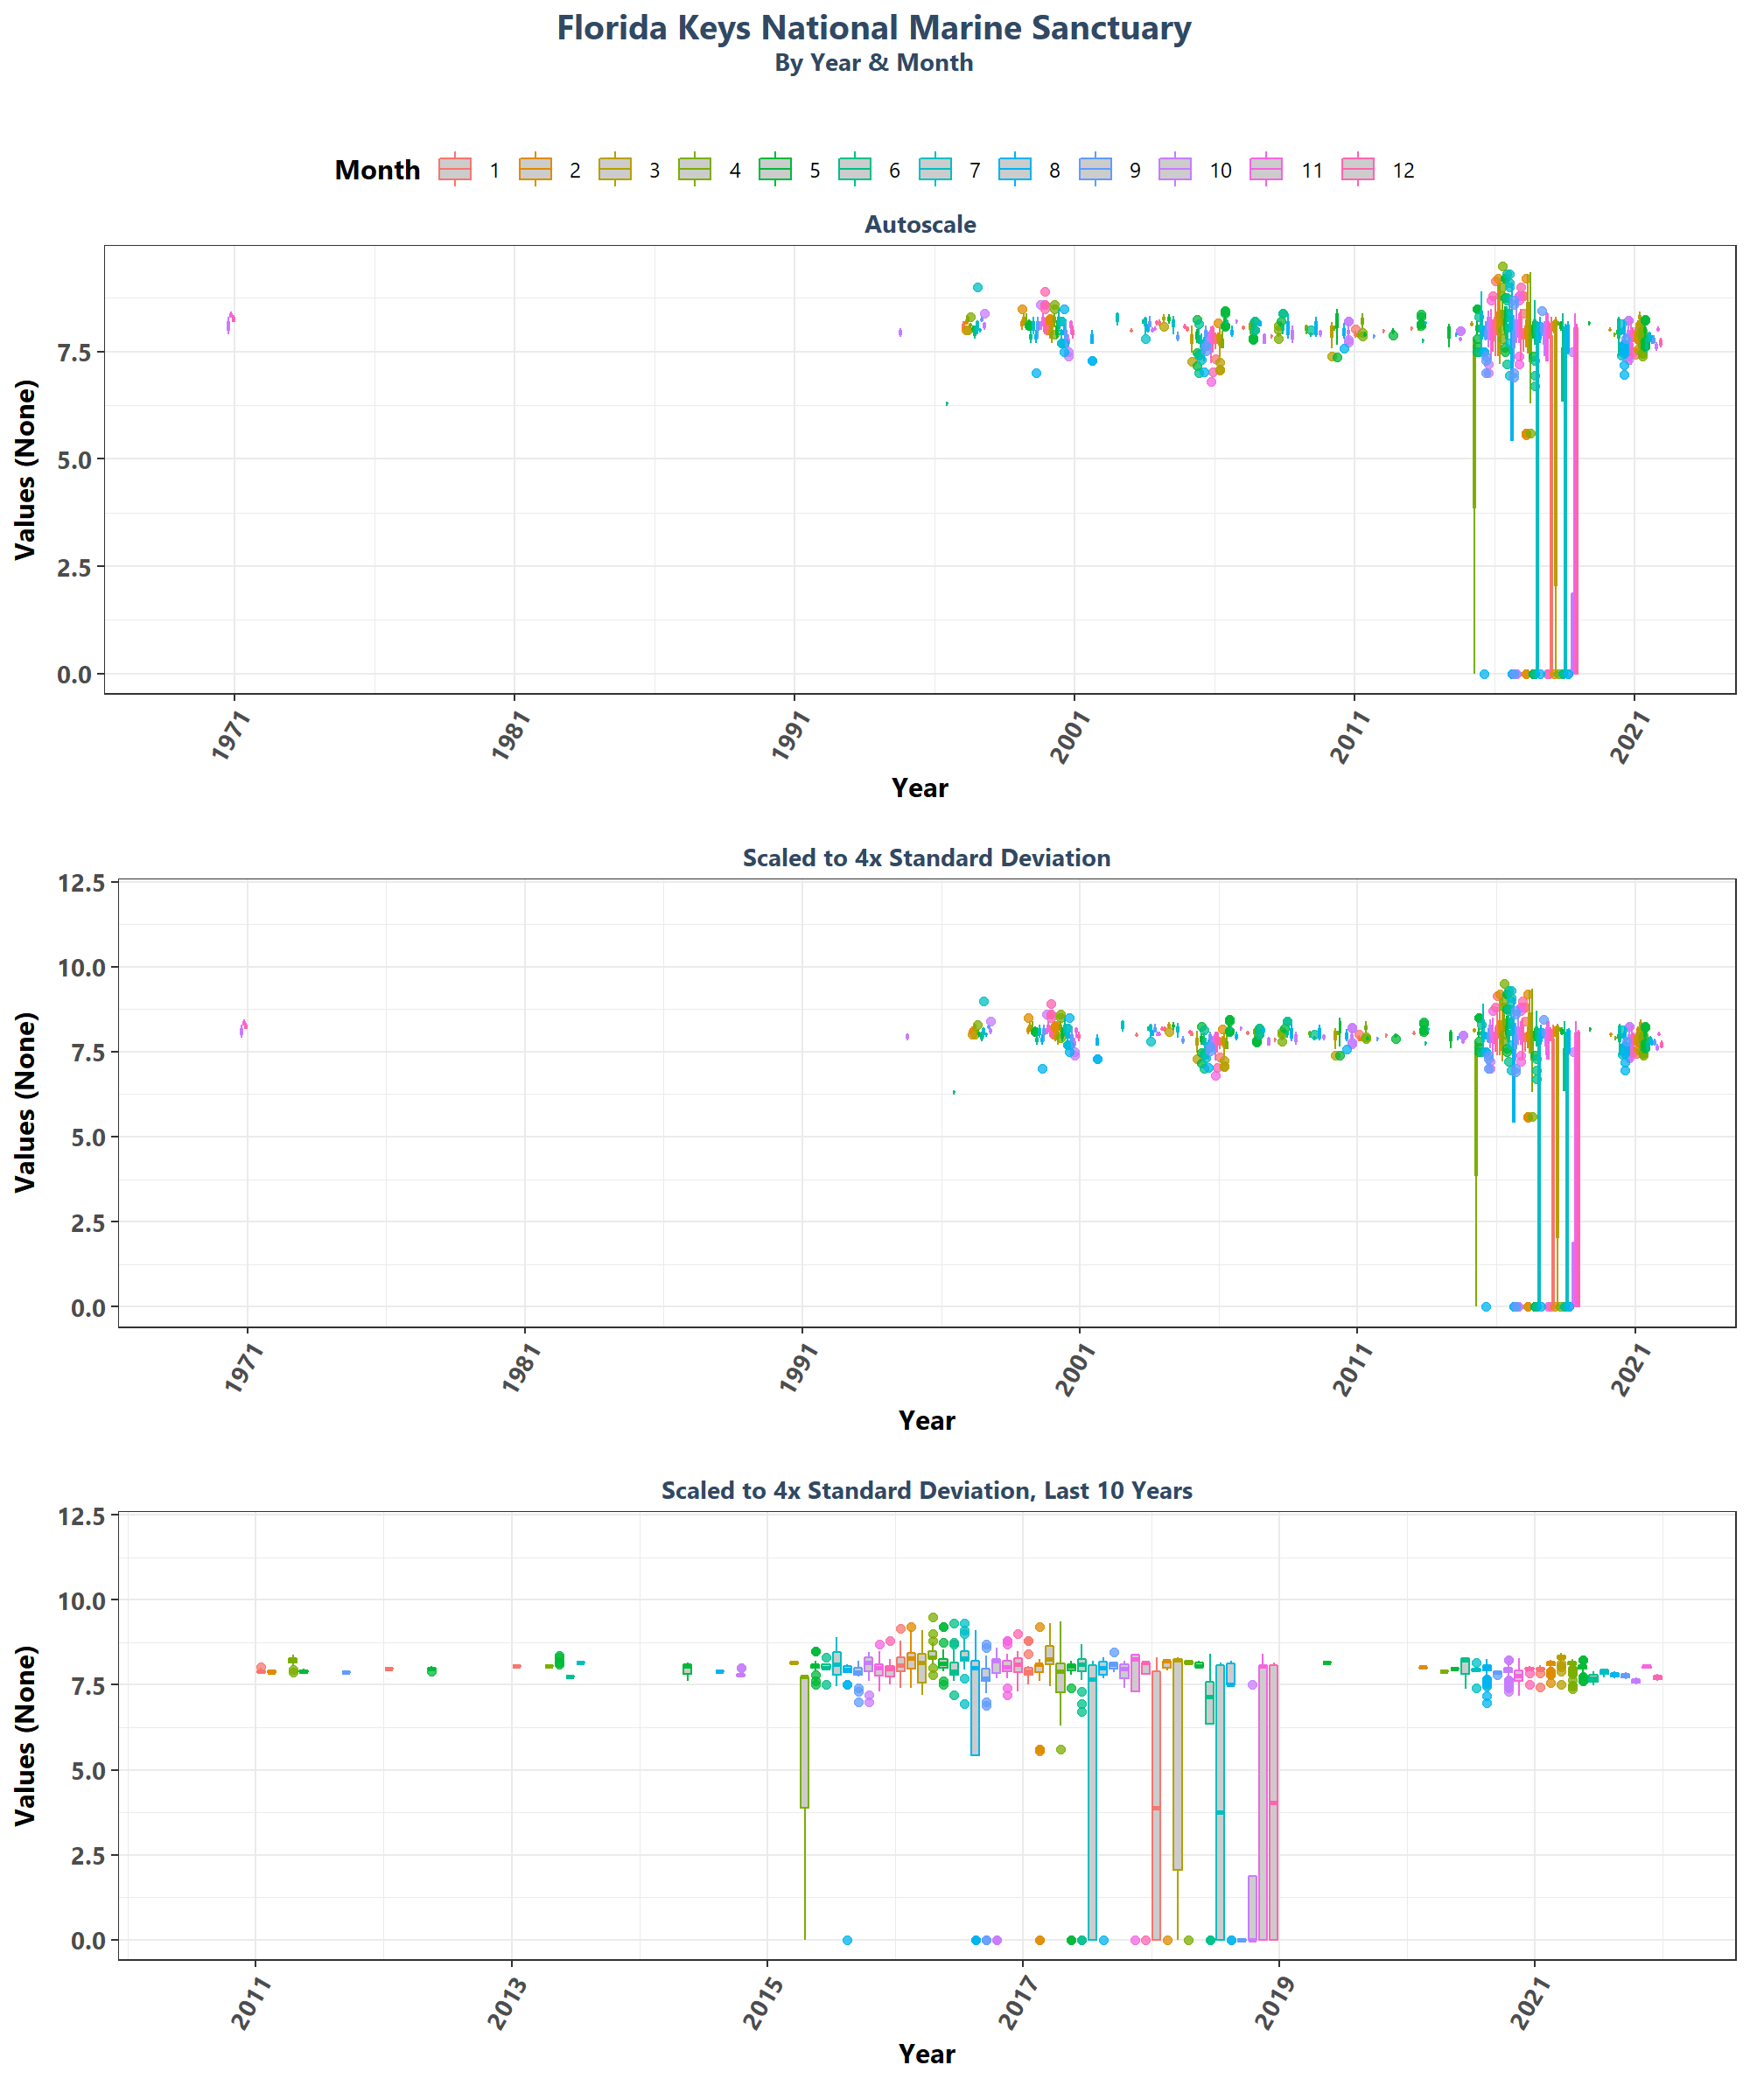 Florida Keys National Marine Sanctuary
By Year & Month
Month 1 2 3 4 5 6 7 8 9 10 11 12
Autoscale
Values (None)
7.5
5.0
2.5
0.0
1971 1981 1991 2001 2011 2021
Year
Scaled to 4x Standard Deviation
Values (None)
12.5
10.0
7.5
5.0
2.5
0.0
1971 1981 1991 2001 2011 2021
Year
Scaled to 4x Standard Deviation, Last 10 Years
Values (None)
12.5
10.0
7.5
5.0
2.5
0.0
2011 2013 2015 2017 2019 2021
Year